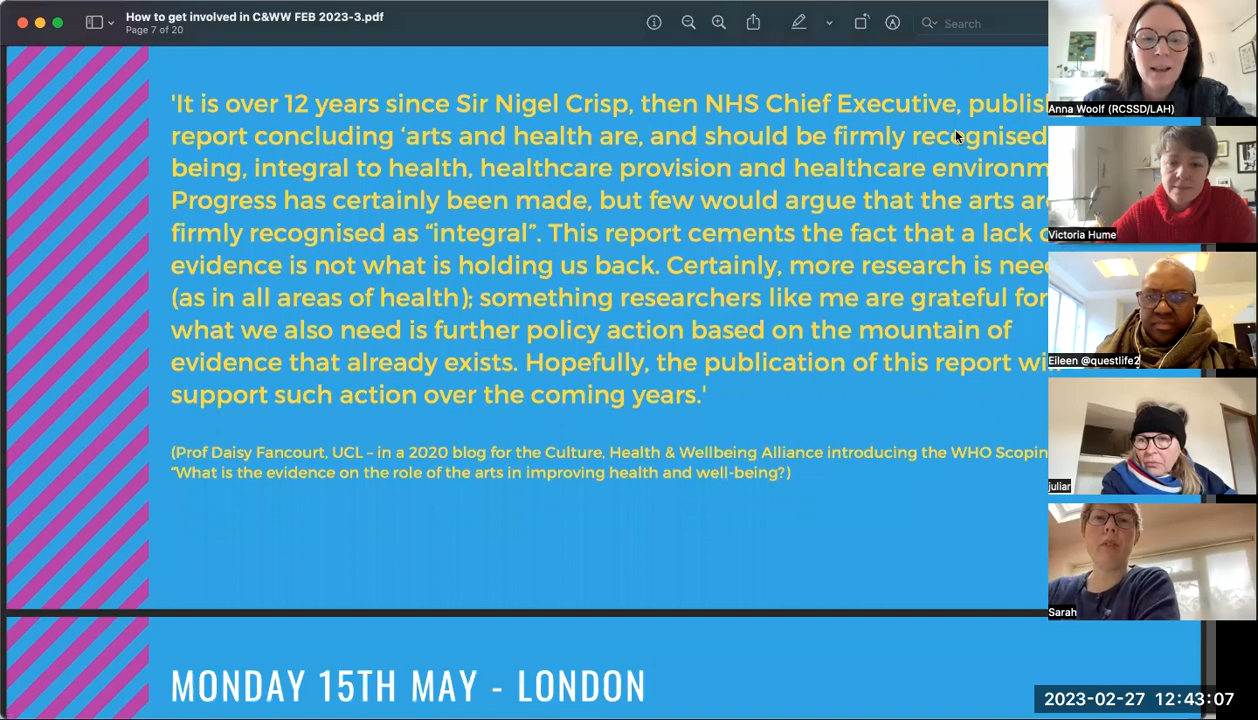 How to get involved in C&WW FEB 2023-3.pdf
Page 7 of 20
Search
'It is over 12 years since Sir Nigel Crisp, then NHS Chief Executive,
report concluding ‘arts and health are, and should be firmly recognised
being, integral to health, healthcare provision and healthcare
Progress has certainly been made, but few would argue that the arts
firmly recognised as “integral”. This report cements the fact that a lack
evidence is not what is holding us back. Certainly, more research is
(as in all areas of health); something researchers like me are grateful for
what we also need is further policy action based on the mountain of
evidence that already exists. Hopefully, the publication of this report
support such action over the coming years.'
(Prof Daisy Fancourt, UCL – in a 2020 blog for the Culture, Health & Wellbeing Alliance introducing the WHO
“What is the evidence on the role of the arts in improving health and well-being?)
MONDAY 15TH MAY - LONDON
Anna Woolf (RCSSD/LAH)
Victoria Hume
Eileen @questlife2
juliar
Sarah
2023-02-27 12:43:07